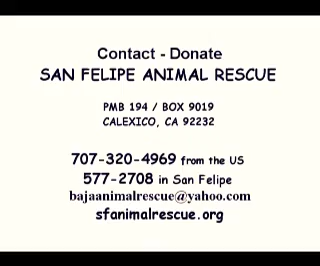 Contact - Donate
SAN FELIPE ANIMAL RESCUE
PMB 194 / BOX 9019
CALEXICO, CA 92232
707-320-4969 from the US
577-2708 in San Felipe
bajaanimalrescue@yahoo.com
sfanimalrescue.org